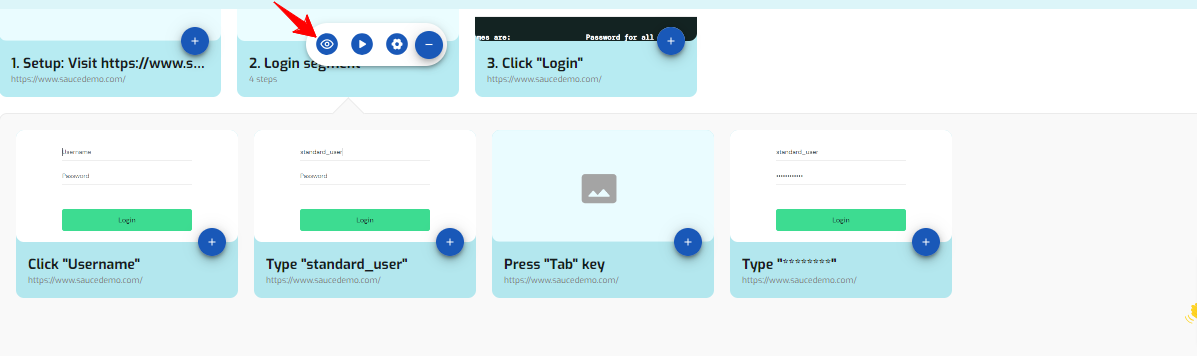 mes are: Password for all
1. Setup: Visit https://www.s...
https://www.saucedemo.com/
2. Login segment
4 steps
3. Click "Login"
https://www.saucedemo.com/
Username
Password
Login
Click "Username"
https://www.saucedemo.com/
standard_user
Password
Login
Type "standard_user"
https://www.saucedemo.com/
Press "Tab" key
https://www.saucedemo.com/
standard_user
••••••••••••
Login
Type "********"
https://www.saucedemo.com/